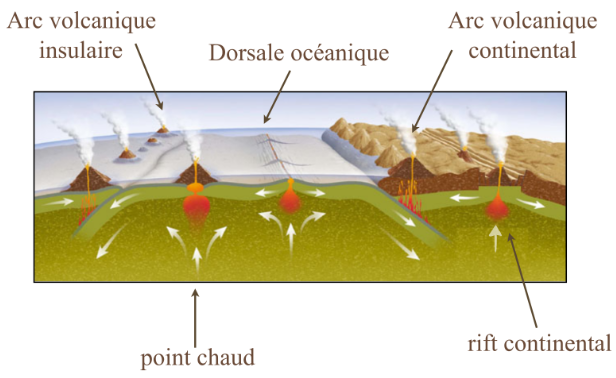 Arc volcanique
insulaire
Dorsale océanique
Arc volcanique
continental
point chaud
rift continental